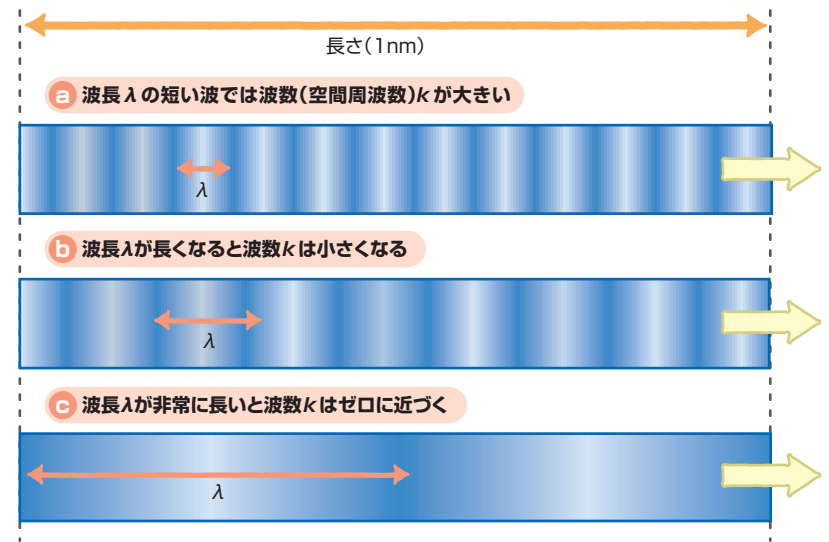 長さ(1nm)
a 波長λの短い波では波数(空間周波数)kが大きい
λ
b 波長λが長くなると波数kは小さくなる
λ
c 波長λが非常に長いと波数kはゼロに近づく
λ